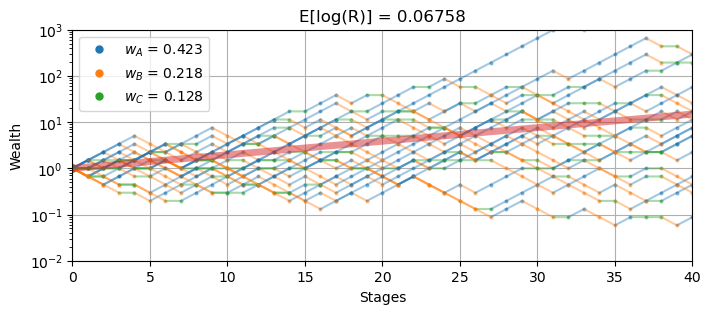 E[log(R)] = 0.06758
Wealth
10³
10²
10¹
10⁰
10⁻¹
10⁻²
w_A = 0.423
w_B = 0.218
w_C = 0.128
0 5 10 15 20 25 30 35 40
Stages